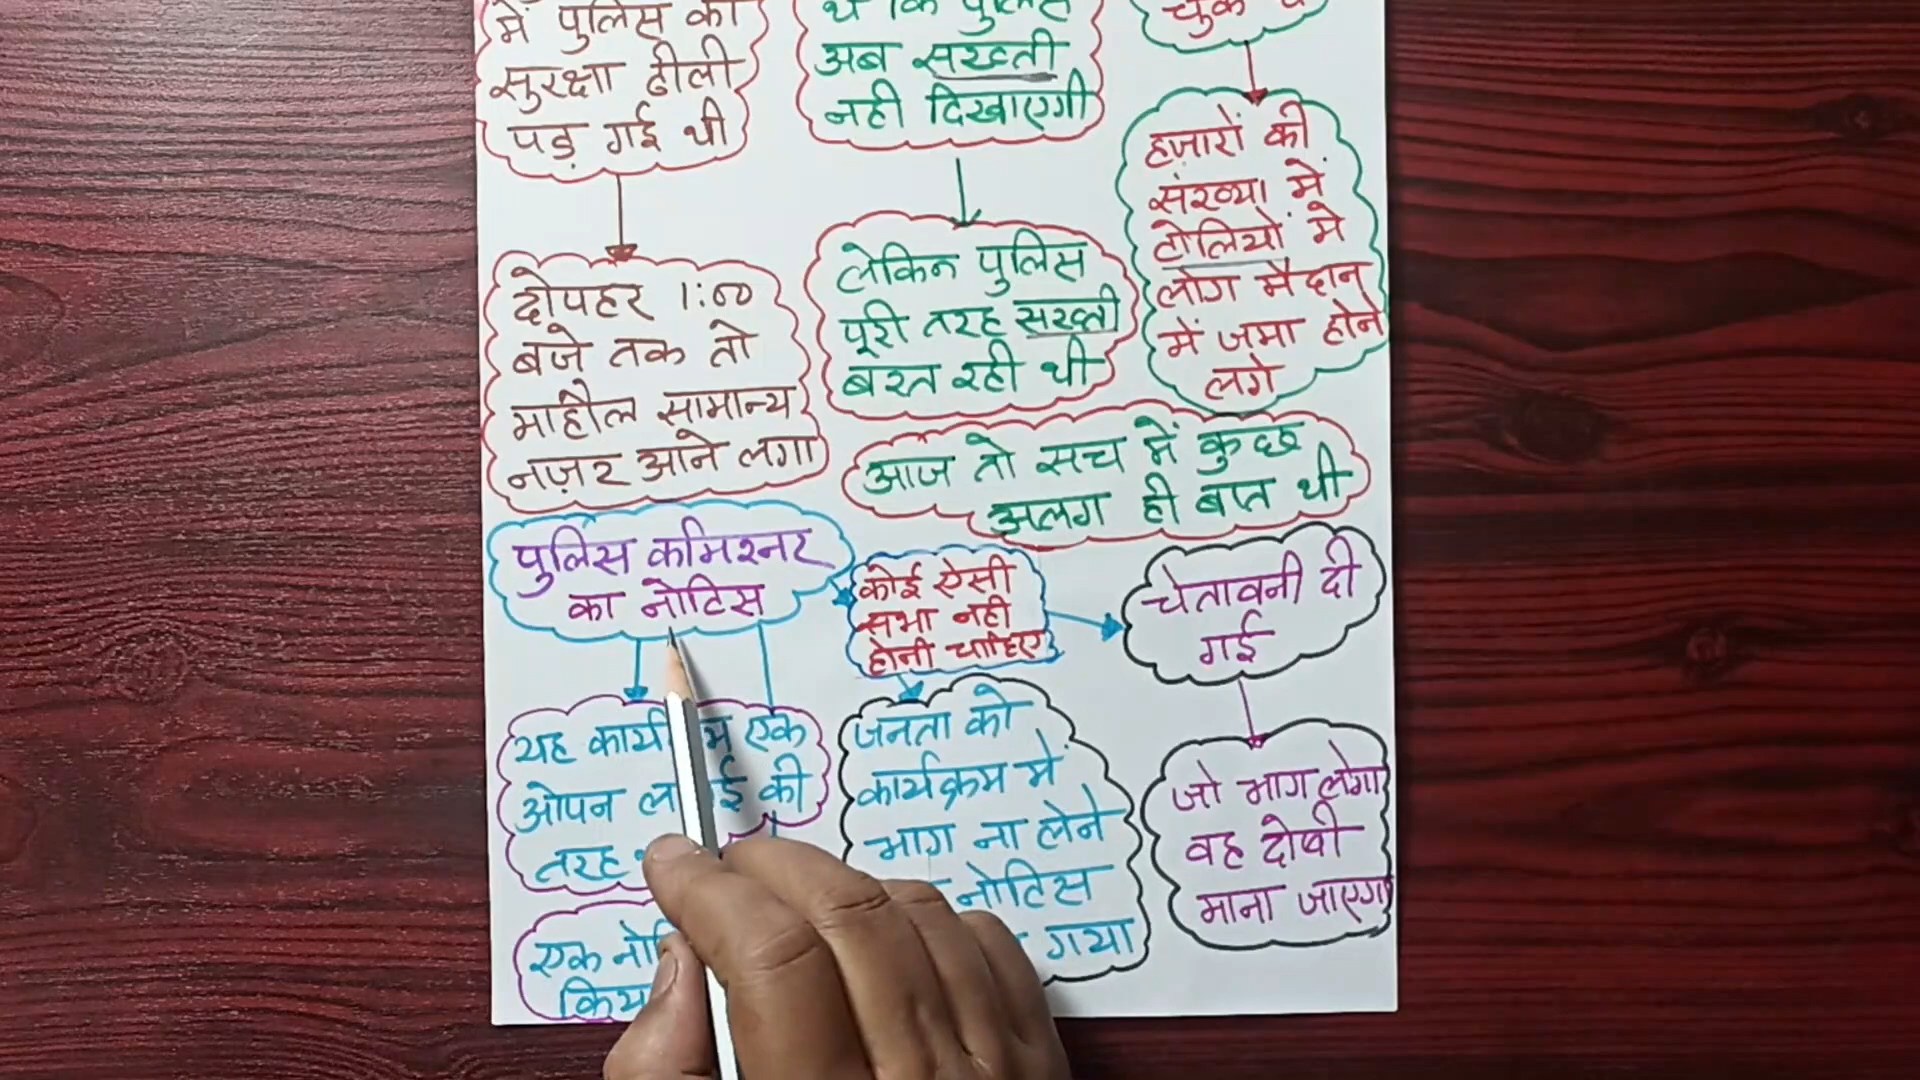 में पुलिस की
सुरक्षा ढीली
पड़ गई थी
थे कि पुलिस
अब सख्ती
नही दिखाएगी
चुके थे
हजारों की
संख्या में
टोलियों मे
लोग मैदान
में जमा होने
लगे
दोपहर 1:00
बजे तक तो
माहौल सामान्य
नज़र आने लगा
लेकिन पुलिस
पूरी तरह सख्ती
बरत रही थी
आज तो सच में कुछ
अलग ही बात थी
पुलिस कमिश्नर
का नोटिस
कोई ऐसी
सभा नही
होनी चाहिए
चेतावनी दी
गई
यह एक
ओपन की
तरह
जनता को
कार्यक्रम में
भाग ना लेने
नोटिस
गया
जो भाग लेगा
वह दोषी
माना जाएगा
एक